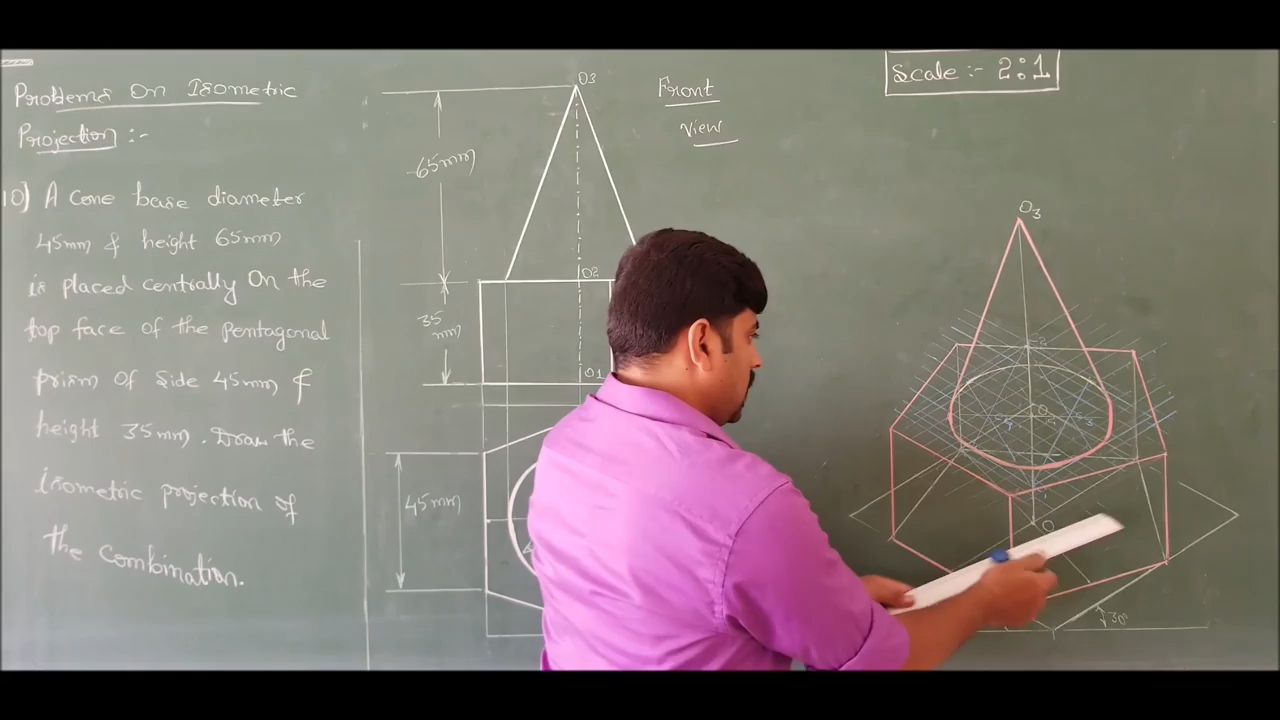 Problems On Isometric
Projection :-
10] A Cone base diameter
45mm & height 65mm
is placed centrally On the
top face of the pentagonal
prism of side 45mm &
height 35mm. Draw the
isometric projection of
the Combination.
O3
65mm
O2
35
mm
O1
45mm
Front
View
Scale :- 2:1
O3
O
30°